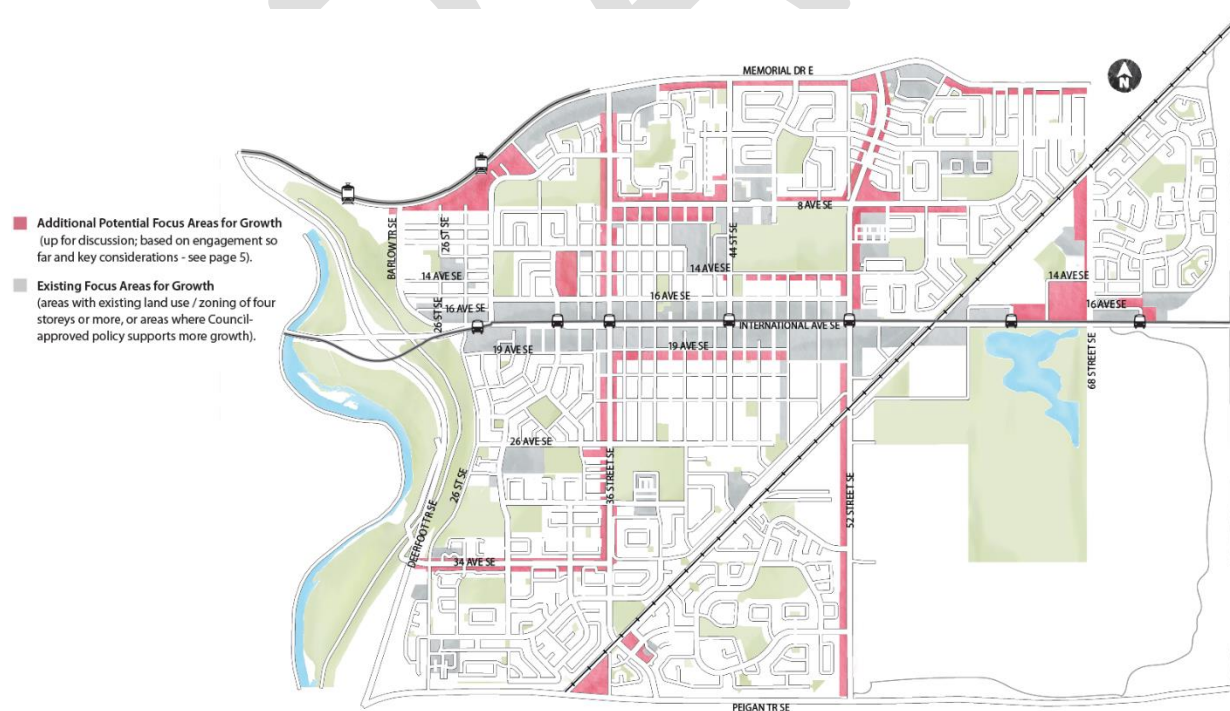 MEMORIAL DR E
N
Additional Potential Focus Areas for Growth
(up for discussion; based on engagement so
far and key considerations - see page 5).
Existing Focus Areas for Growth
(areas with existing land use / zoning of four
storeys or more, or areas where Council-
approved policy supports more growth).
8 AVE SE
BARLOW TR SE
26 ST SE
44 ST SE
14 AVE SE
14 AVE SE
14 AVE SE
16 AVE SE
16 AVE SE
16 AVE SE
26 ST SE
INTERNATIONAL AVE SE
19 AVE SE
19 AVE SE
68 STREET SE
26 AVE SE
26 ST SE
36 STREET SE
52 STREET SE
DEERFOOT TR SE
34 AVE SE
PEIGAN TR SE